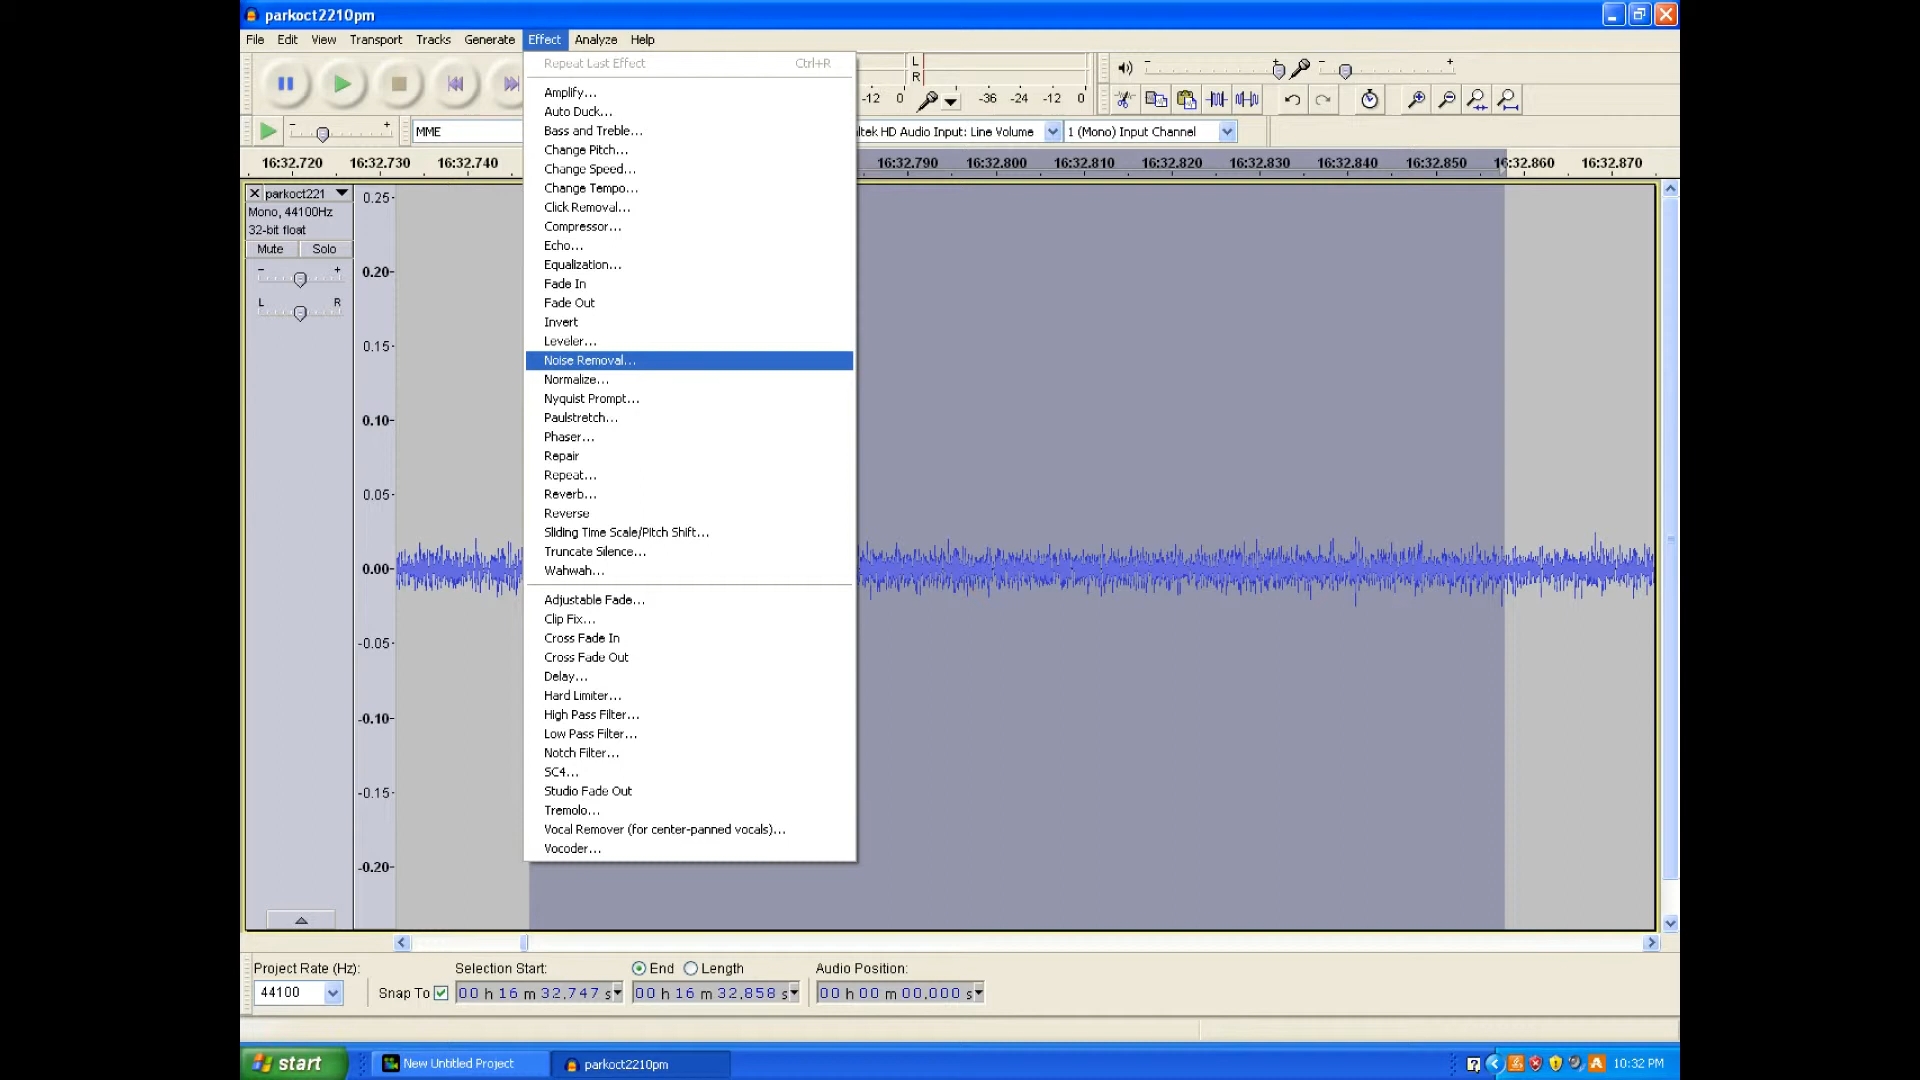 parkoct2210pm
File Edit View Transport Tracks Generate Effect Analyze Help
Repeat Last Effect Ctrl+R
Amplify...
Auto Duck...
Bass and Treble...
Change Pitch...
Change Speed...
Change Tempo...
Click Removal...
Compressor...
Echo...
Equalization...
Fade In
Fade Out
Invert
Leveler...
Noise Removal...
Normalize...
Nyquist Prompt...
Paulstretch...
Phaser...
Repair
Repeat...
Reverb...
Reverse
Sliding Time Scale/Pitch Shift...
Truncate Silence...
Wahwah...
Adjustable Fade...
Clip Fix...
Cross Fade In
Cross Fade Out
Delay...
Hard Limiter...
High Pass Filter...
Low Pass Filter...
Notch Filter...
SC4...
Studio Fade Out
Tremolo...
Vocal Remover (for center-panned vocals)...
Vocoder...
L
R
-12 0 -36 -24 -12 0
MME
ltek HD Audio Input: Line Volume 1 (Mono) Input Channel
16:32.720 16:32.730 16:32.740 16:32.790 16:32.800 16:32.810 16:32.820 16:32.830 16:32.840 16:32.850 16:32.860 16:32.870
parkoct221
Mono, 44100Hz
32-bit float
Mute Solo
- +
L R
0.25
0.20
0.15
0.10
0.05
0.00
-0.05
-0.10
-0.15
-0.20
Project Rate (Hz): Selection Start: End Length Audio Position:
44100 Snap To 00 h 16 m 32.747 s 00 h 16 m 32.858 s 00 h 00 m 00.000 s
start New Untitled Project parkoct2210pm 10:32 PM